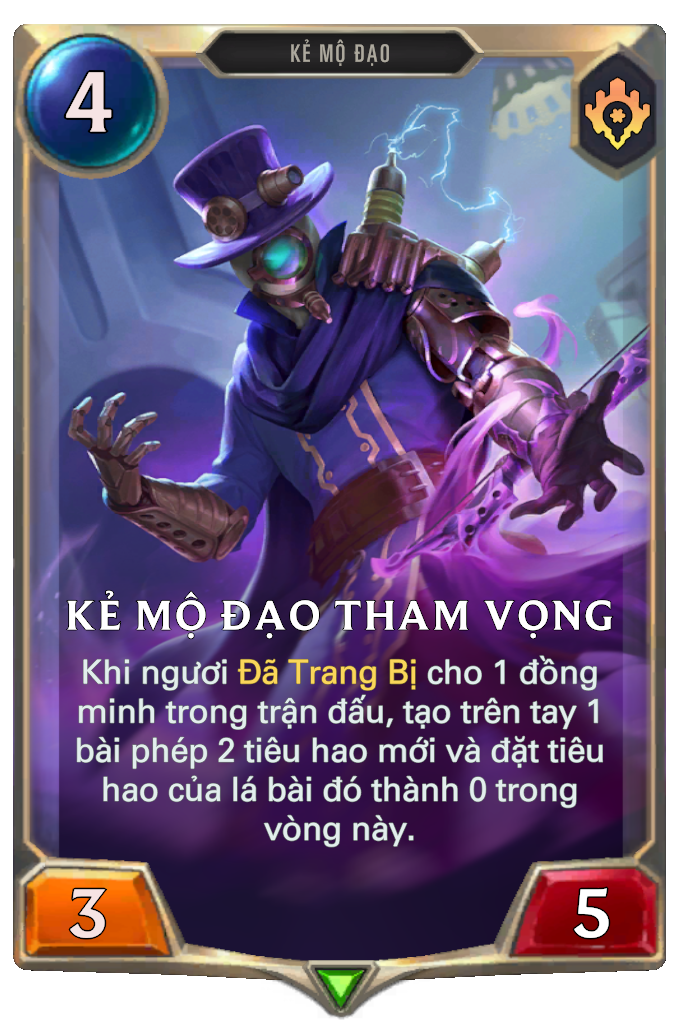 KẺ MỘ ĐẠO
4
KẺ MỘ ĐẠO THAM VỌNG
Khi ngươi Đã Trang Bị cho 1 đồng
minh trong trận đấu, tạo trên tay 1
bài phép 2 tiêu hao mới và đặt tiêu
hao của lá bài đó thành 0 trong
vòng này.
3
5